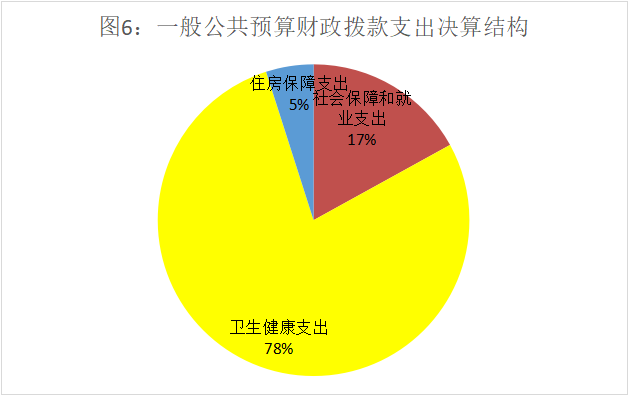 图6：一般公共预算财政拨款支出决算结构
住房保障支出
5%
社会保障和就
业支出
17%
卫生健康支出
78%